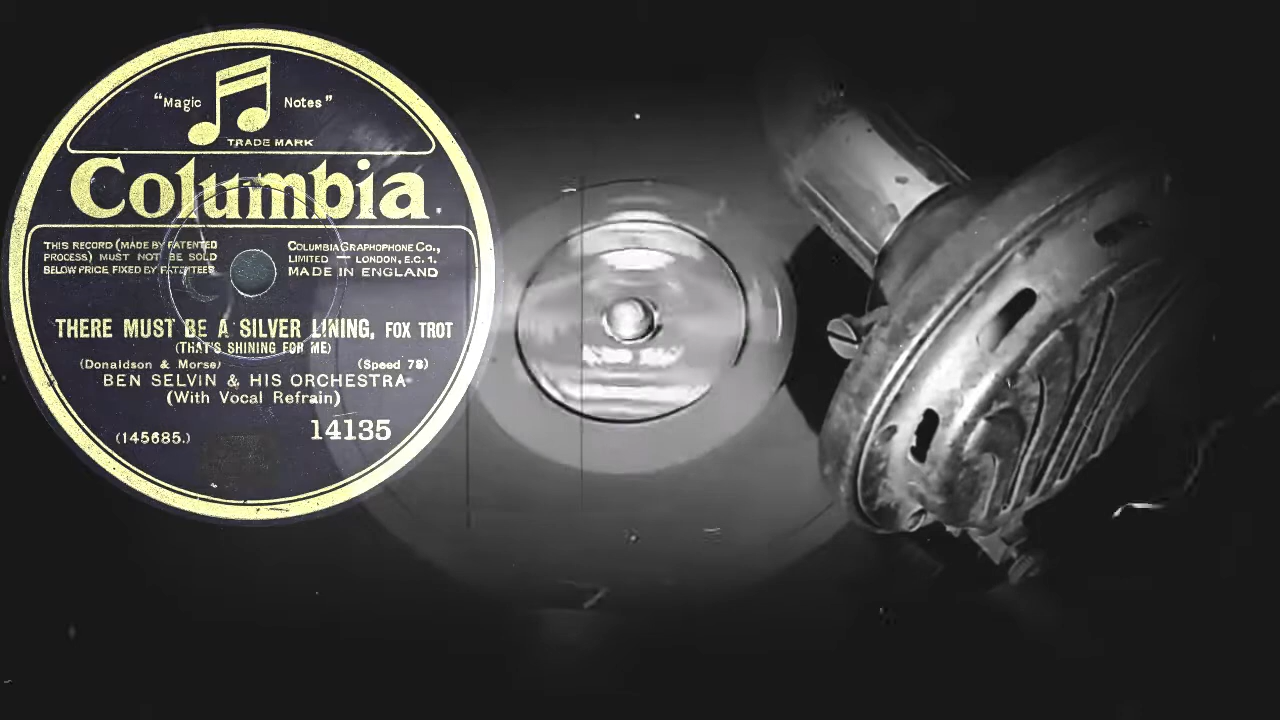 "Magic Notes"
TRADE MARK
Columbia
THIS RECORD (MADE BY PATENTED
PROCESS) MUST NOT BE SOLD
BELOW PRICE FIXED BY PATENTEES
COLUMBIA GRAPHOPHONE CO.,
LIMITED — LONDON, E.C. 1.
MADE IN ENGLAND
THERE MUST BE A SILVER LINING, FOX TROT
(THAT'S SHINING FOR ME)
(Donaldson & Morse) (Speed 78)
BEN SELVIN & HIS ORCHESTRA
(With Vocal Refrain)
(145685.) 14135